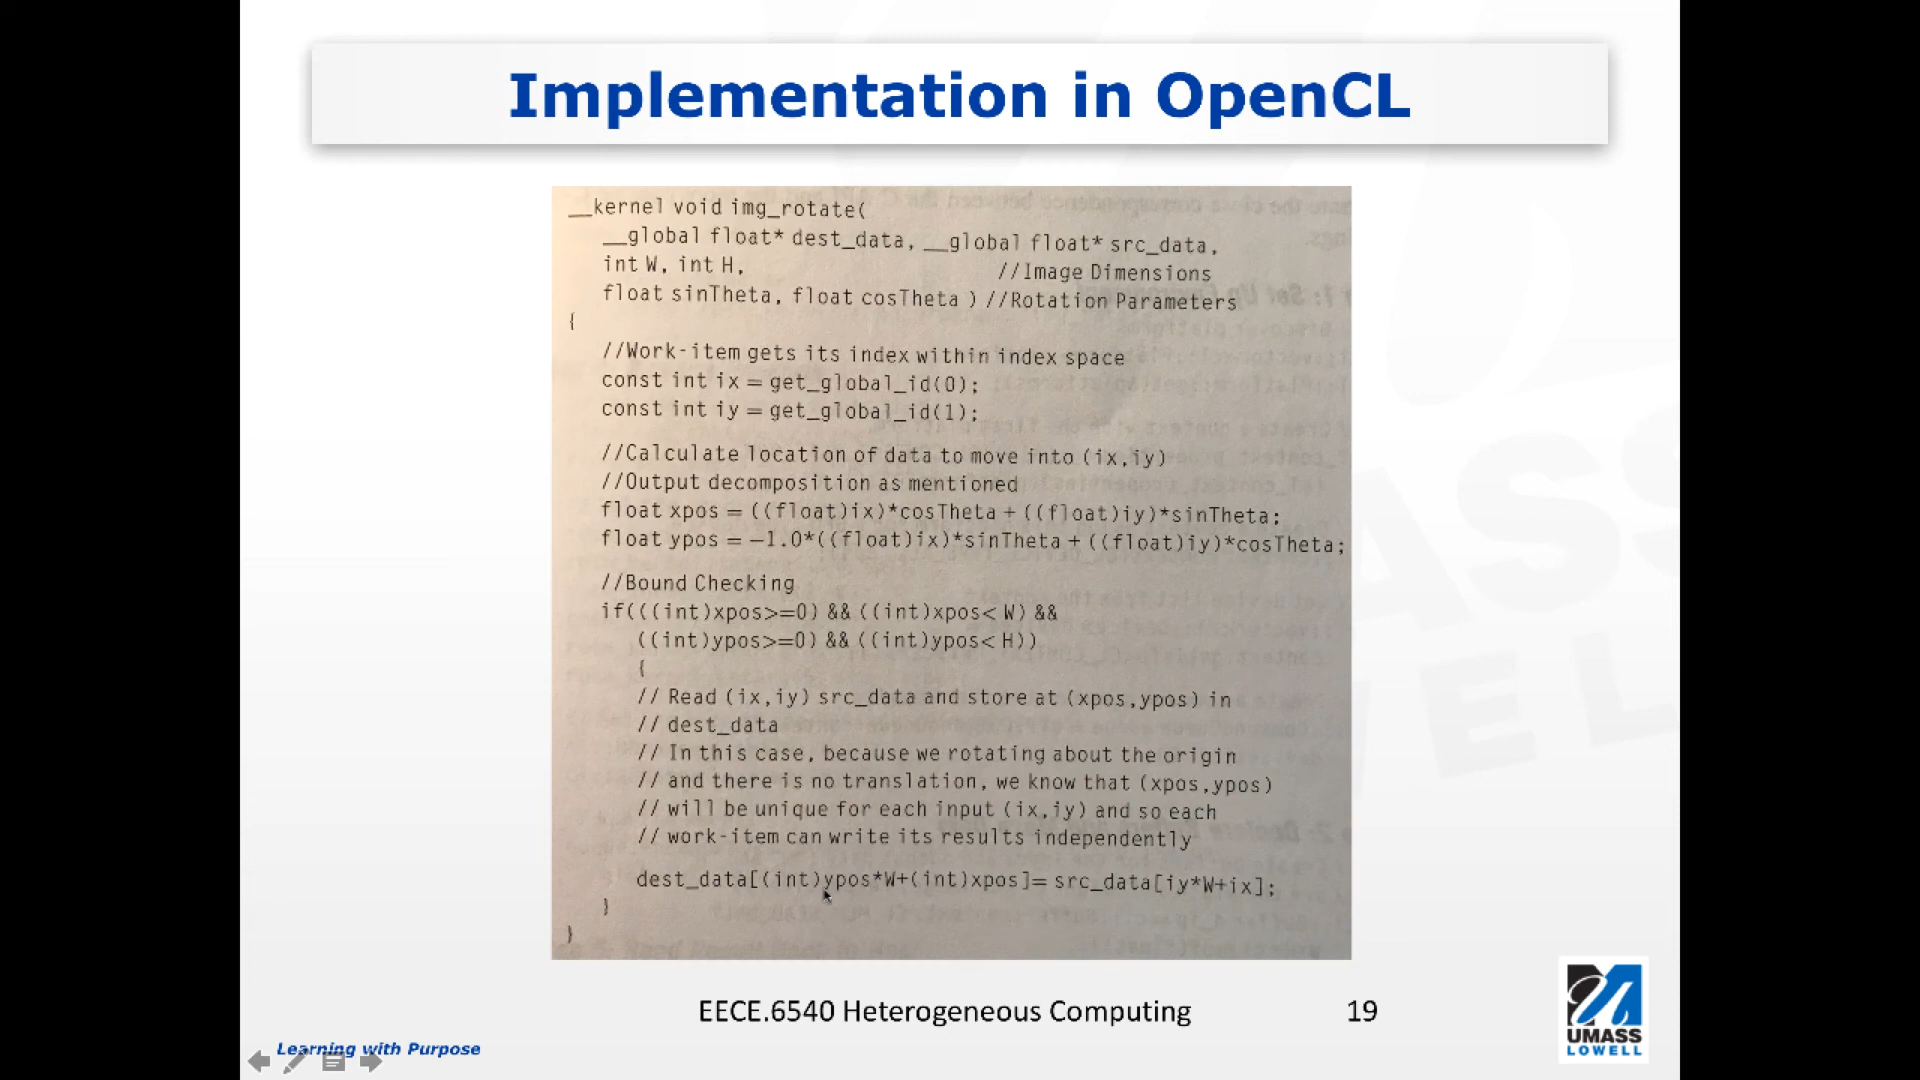 Implementation in OpenCL
__kernel void img_rotate(
__global float* dest_data, __global float* src_data,
int W, int H, //Image Dimensions
float sinTheta, float cosTheta ) //Rotation Parameters
{
//Work-item gets its index within index space
const int ix = get_global_id(0);
const int iy = get_global_id(1);
//Calculate location of data to move into (ix,iy)
//Output decomposition as mentioned
float xpos = ((float)ix)*cosTheta + ((float)iy)*sinTheta;
float ypos = -1.0*((float)ix)*sinTheta + ((float)iy)*cosTheta;
//Bound Checking
if(((int)xpos>=0) && ((int)xpos< W) &&
((int)ypos>=0) && ((int)ypos< H))
{
// Read (ix,iy) src_data and store at (xpos,ypos) in
// dest_data
// In this case, because we rotating about the origin
// and there is no translation, we know that (xpos,ypos)
// will be unique for each input (ix,iy) and so each
// work-item can write its results independently
dest_data[(int)ypos*W+(int)xpos]= src_data[iy*W+ix];
}
}
EECE.6540 Heterogeneous Computing 19
UMASS
LOWELL
Learning with Purpose